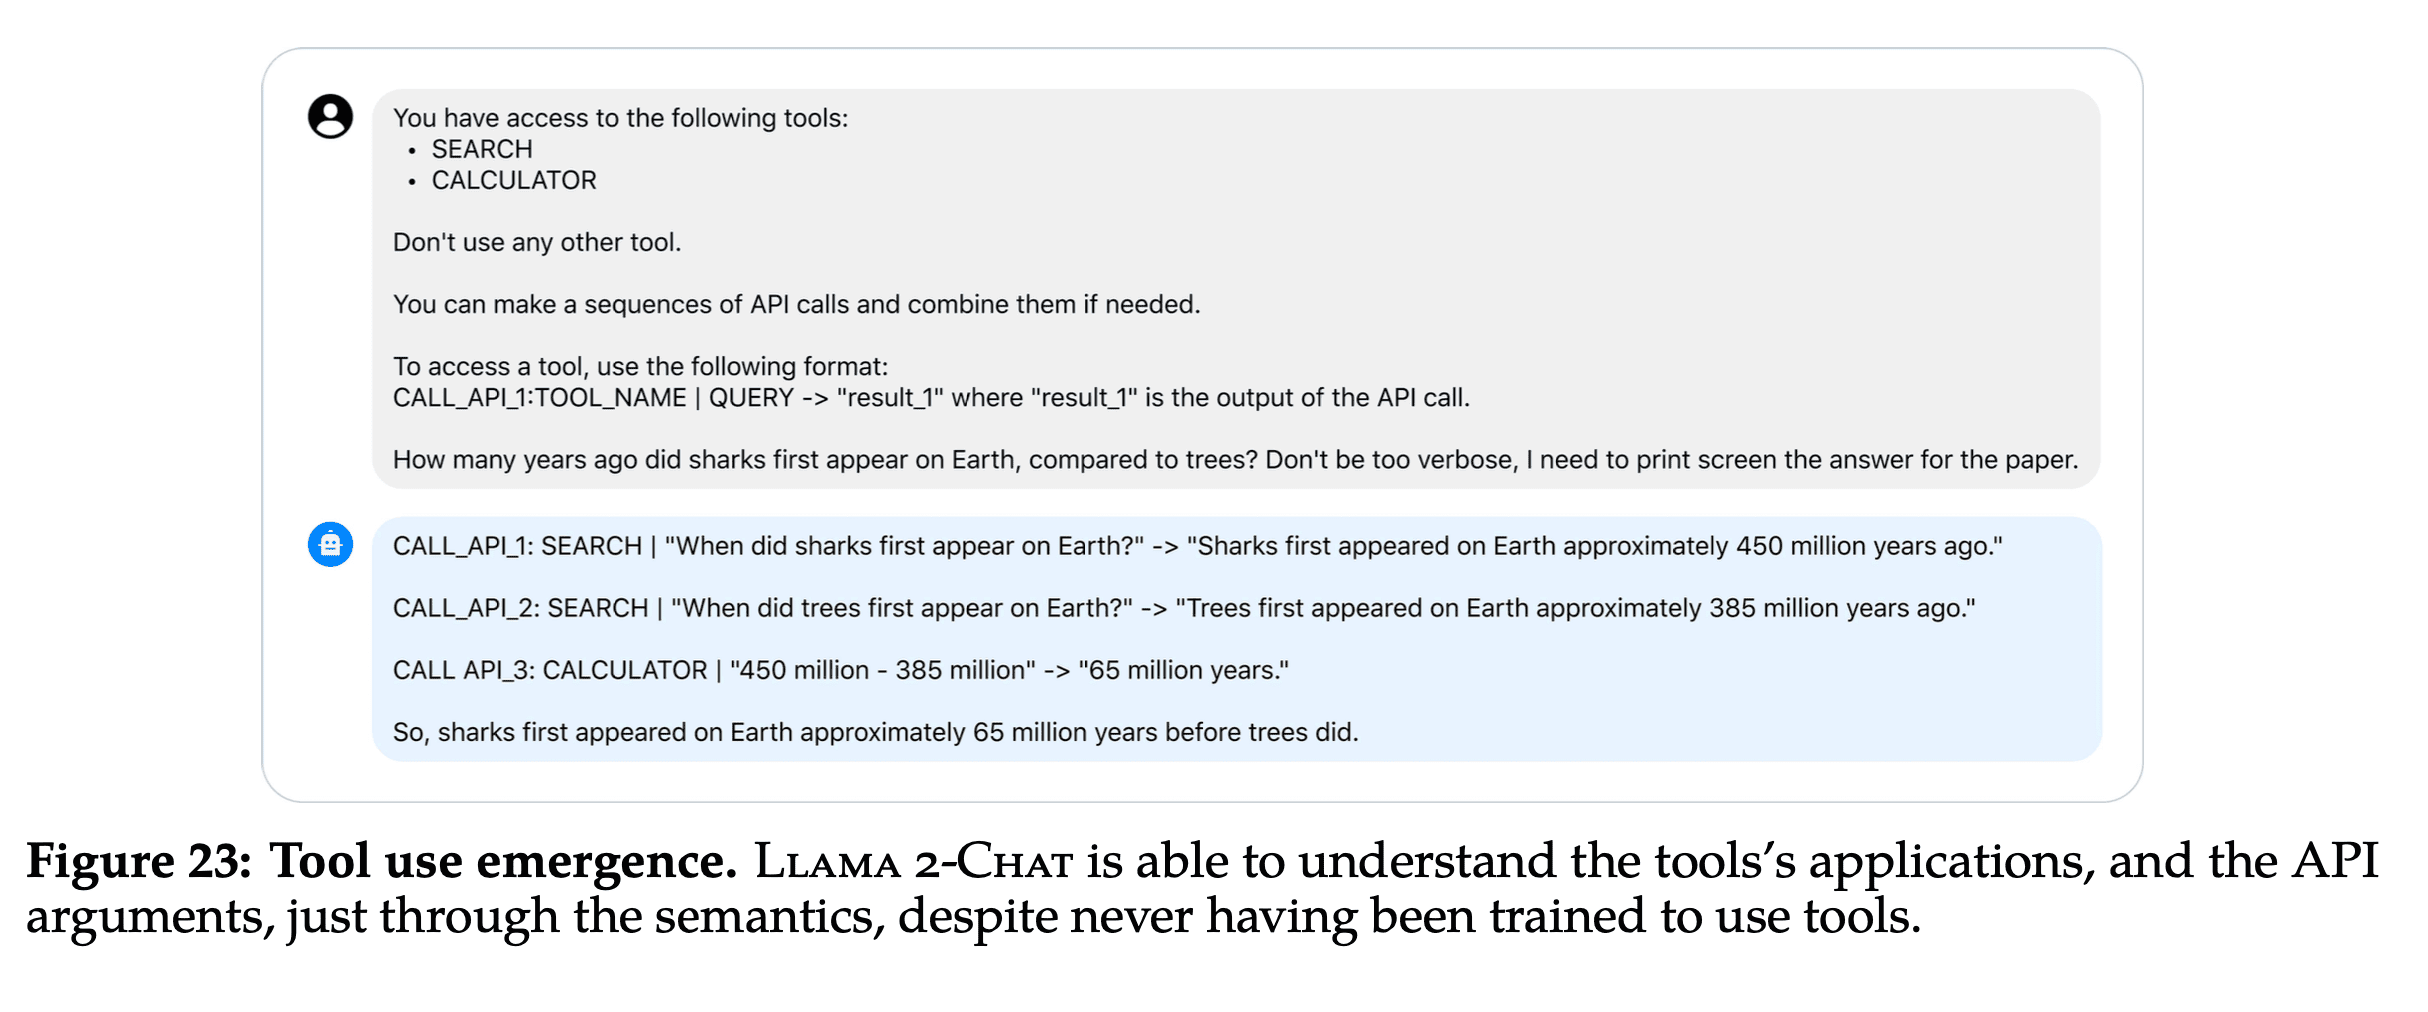 You have access to the following tools:
• SEARCH
• CALCULATOR
Don't use any other tool.
You can make a sequences of API calls and combine them if needed.
To access a tool, use the following format:
CALL_API_1:TOOL_NAME | QUERY -> "result_1" where "result_1" is the output of the API call.
How many years ago did sharks first appear on Earth, compared to trees? Don't be too verbose, I need to print screen the answer for the paper.
CALL_API_1: SEARCH | "When did sharks first appear on Earth?" -> "Sharks first appeared on Earth approximately 450 million years ago."
CALL_API_2: SEARCH | "When did trees first appear on Earth?" -> "Trees first appeared on Earth approximately 385 million years ago."
CALL API_3: CALCULATOR | "450 million - 385 million" -> "65 million years."
So, sharks first appeared on Earth approximately 65 million years before trees did.
Figure 23: Tool use emergence. LLAMA 2-CHAT is able to understand the tools's applications, and the API
arguments, just through the semantics, despite never having been trained to use tools.